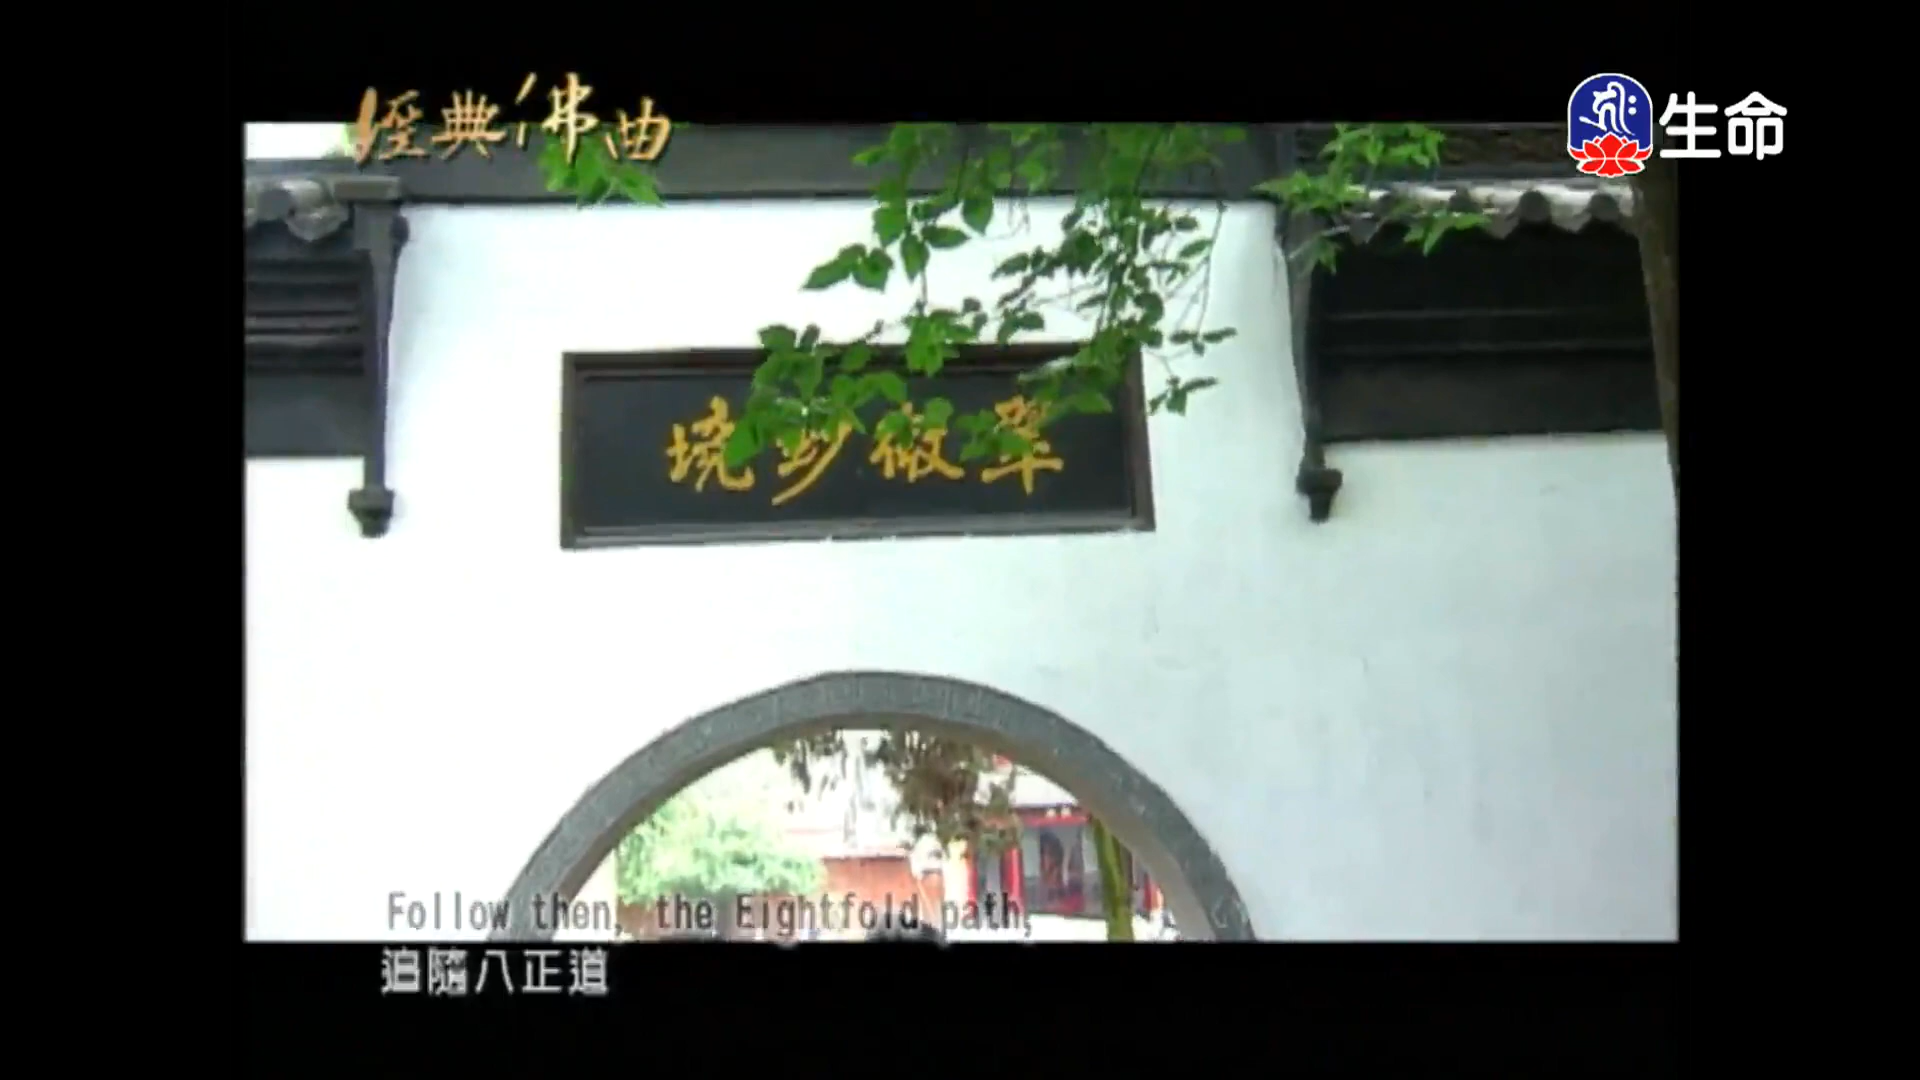 經典佛曲
生命
翠微妙境
Follow then, the Eightfold path,
追隨八正道